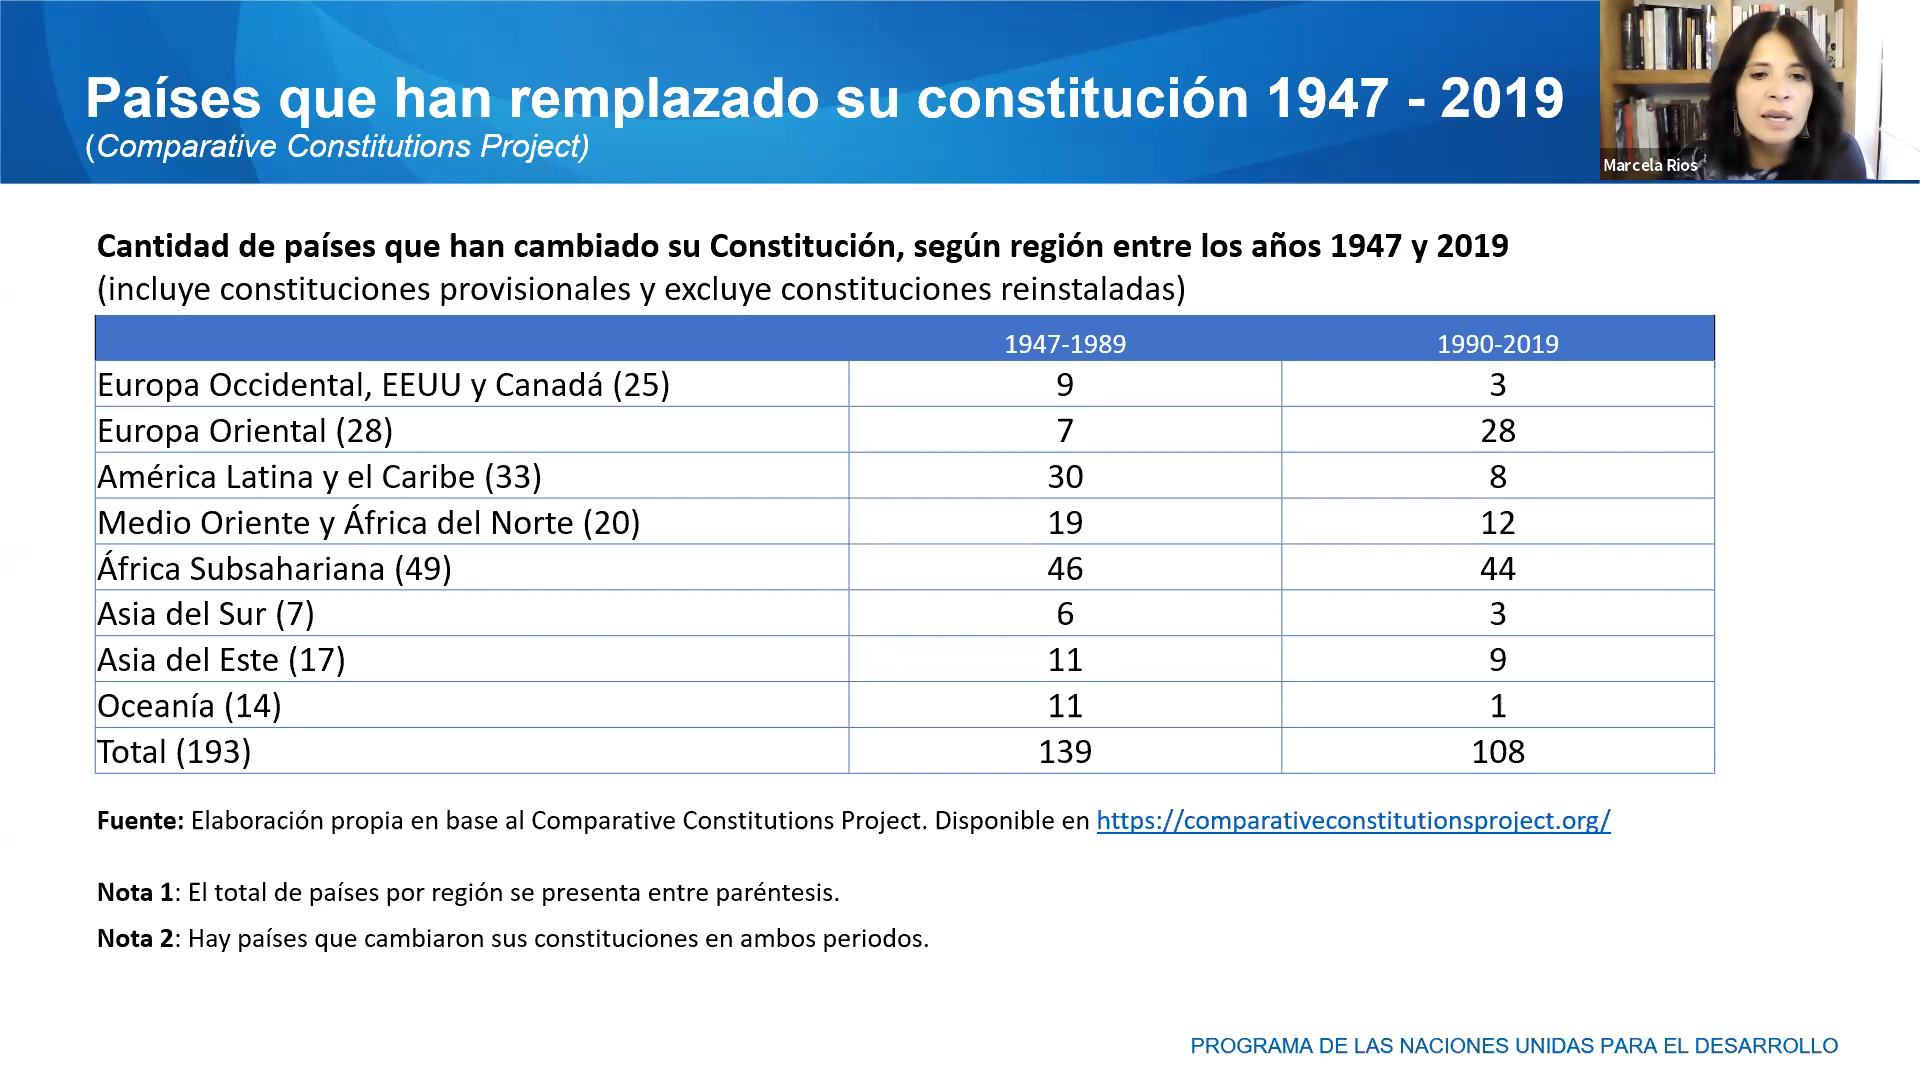 Países que han remplazado su constitución 1947 - 2019
(Comparative Constitutions Project)
Marcela Rios
Cantidad de países que han cambiado su Constitución, según región entre los años 1947 y 2019
(incluye constituciones provisionales y excluye constituciones reinstaladas)
1947-1989 1990-2019
Europa Occidental, EEUU y Canadá (25) 9 3
Europa Oriental (28) 7 28
América Latina y el Caribe (33) 30 8
Medio Oriente y África del Norte (20) 19 12
África Subsahariana (49) 46 44
Asia del Sur (7) 6 3
Asia del Este (17) 11 9
Oceanía (14) 11 1
Total (193) 139 108
Fuente: Elaboración propia en base al Comparative Constitutions Project. Disponible en https://comparativeconstitutionsproject.org/
Nota 1: El total de países por región se presenta entre paréntesis.
Nota 2: Hay países que cambiaron sus constituciones en ambos periodos.
PROGRAMA DE LAS NACIONES UNIDAS PARA EL DESARROLLO